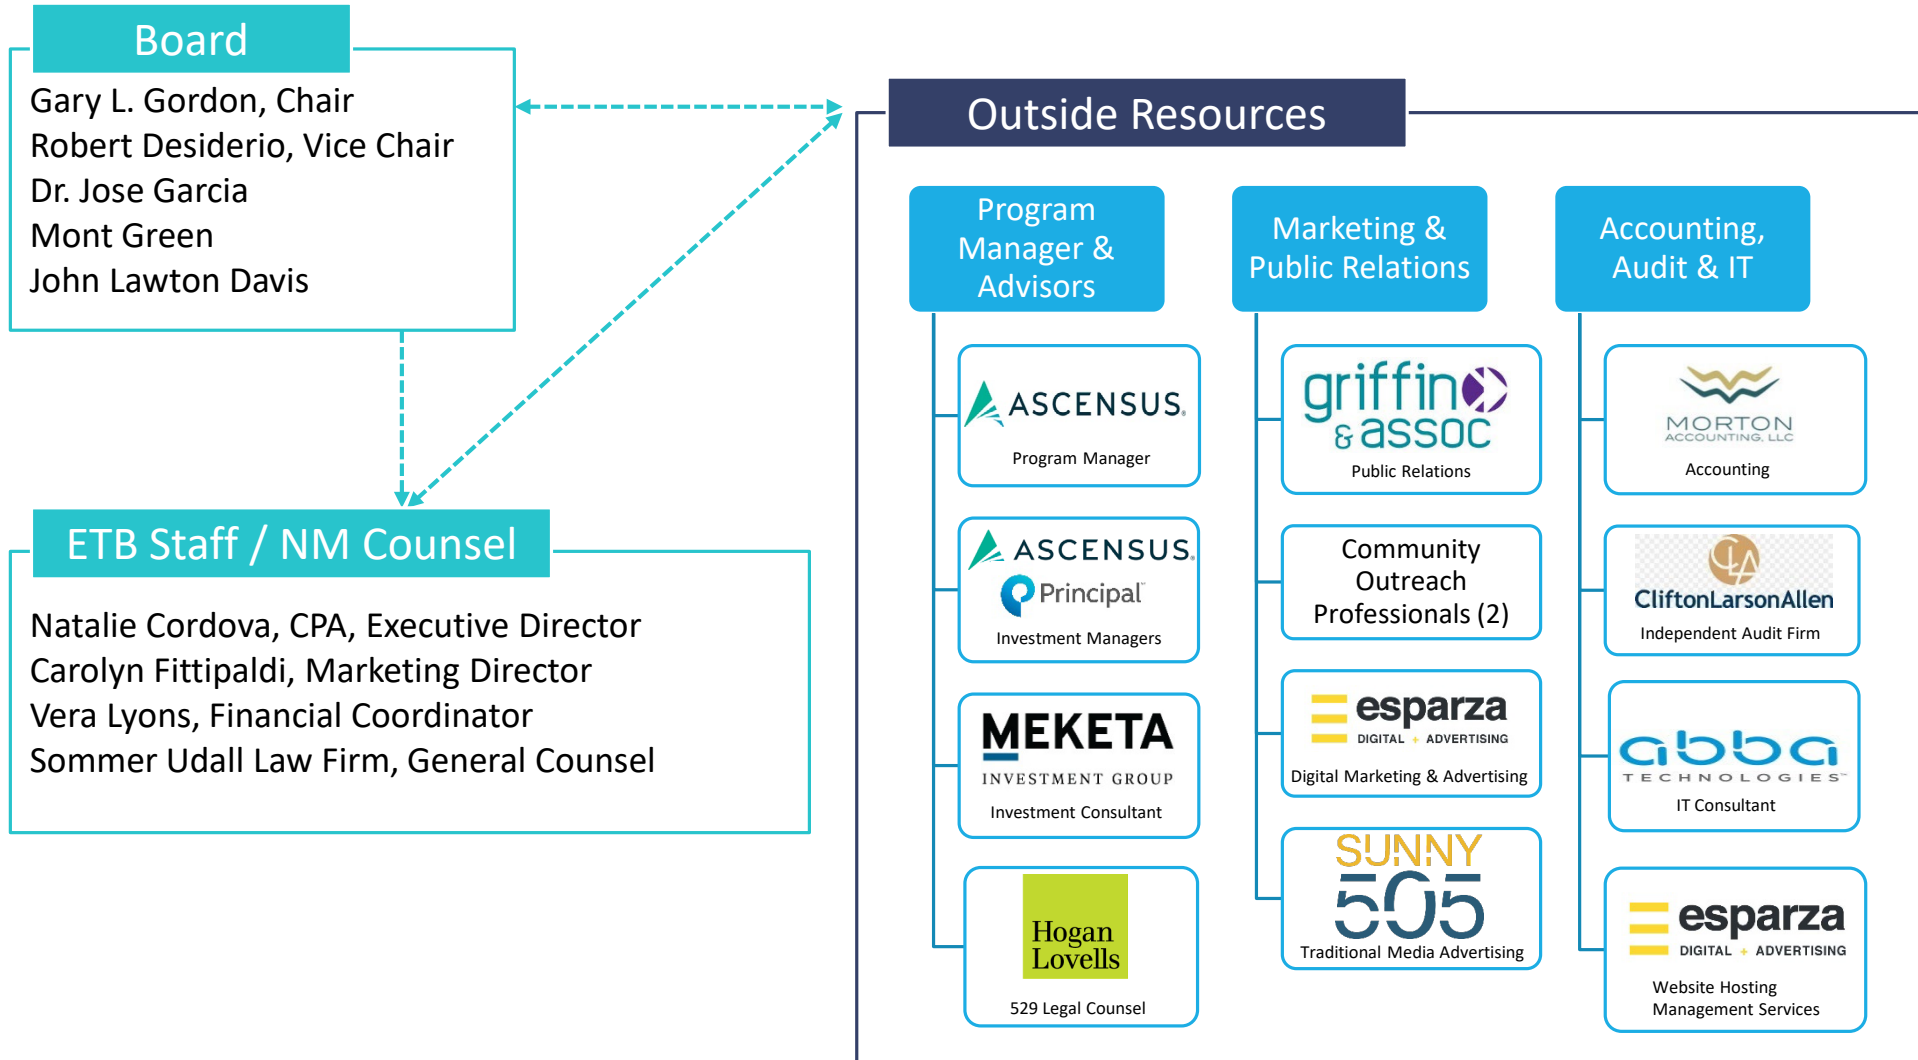 Board
Gary L. Gordon, Chair
Robert Desiderio, Vice Chair
Dr. Jose Garcia
Mont Green
John Lawton Davis
ETB Staff / NM Counsel
Natalie Cordova, CPA, Executive Director
Carolyn Fittipaldi, Marketing Director
Vera Lyons, Financial Coordinator
Sommer Udall Law Firm, General Counsel
Outside Resources
Program
Manager &
Advisors
ASCENSUS®
Program Manager
ASCENSUS®
Principal
Investment Managers
MEKETA
INVESTMENT GROUP
Investment Consultant
Hogan
Lovells
529 Legal Counsel
Marketing &
Public Relations
griffin
& assoc
Public Relations
Community
Outreach
Professionals (2)
esparza
DIGITAL + ADVERTISING
Digital Marketing & Advertising
SUNNY
505
Traditional Media Advertising
Accounting,
Audit & IT
MORTON
ACCOUNTING, LLC
Accounting
CLA
CliftonLarsonAllen
Independent Audit Firm
abba
TECHNOLOGIES™
IT Consultant
esparza
DIGITAL + ADVERTISING
Website Hosting
Management Services